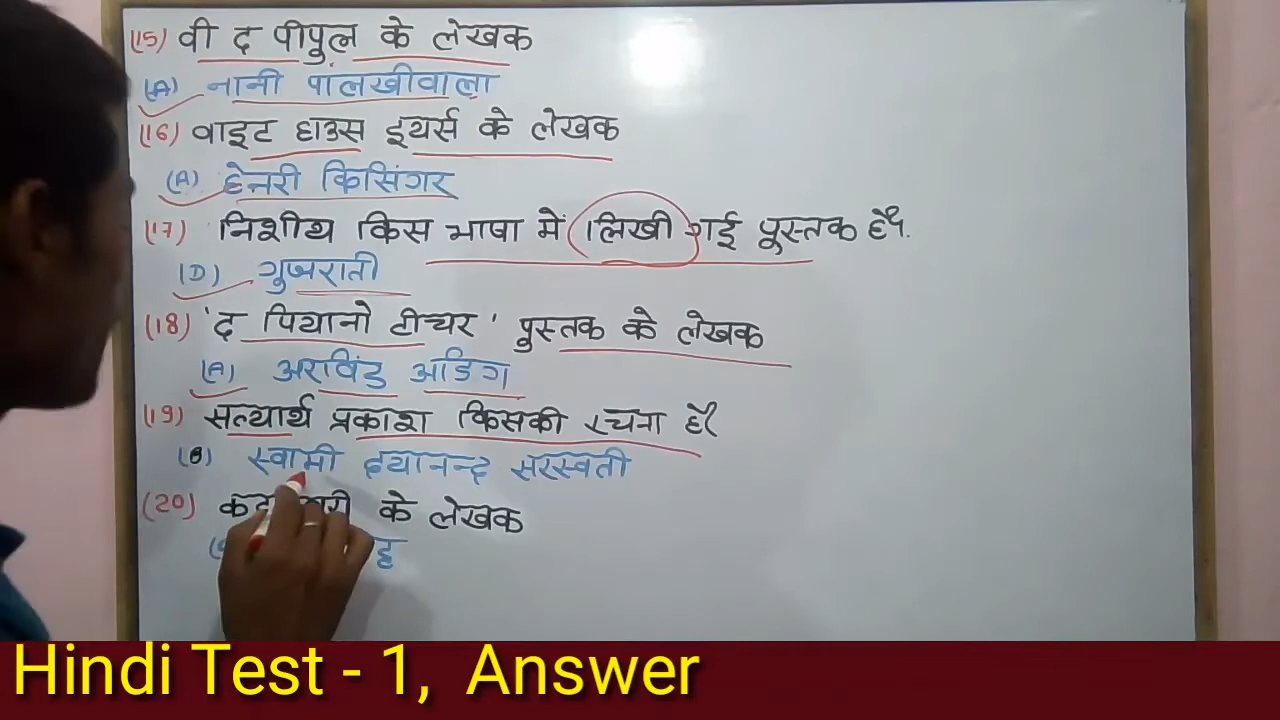 (15) वी द पीपुल के लेखक
(A) नानी पालखीवाला
(16) वाइट हाउस इयर्स के लेखक
(A) हेनरी किसिंगर
(17) निशीथ किस भाषा में लिखी गई पुस्तक है?
(D) गुजराती
(18) 'द पियानो टीचर' पुस्तक के लेखक
(A) अरविंड अडिग
(19) सत्यार्थ प्रकाश किसकी रचना है
(B) स्वामी दयानन्द सरस्वती
(20) के लेखक
Hindi Test - 1, Answer